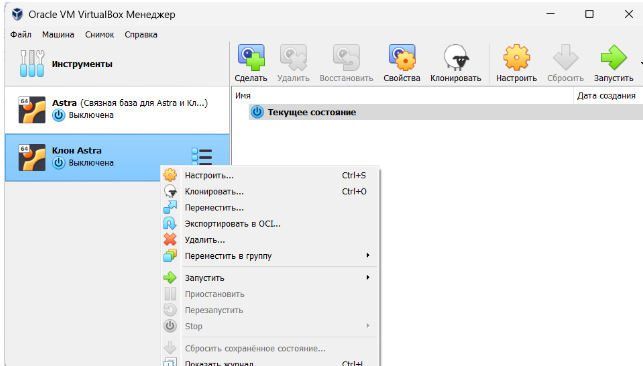 Oracle VM VirtualBox Менеджер
Файл Машина Снимок Справка
Инструменты
Сделать Удалить Восстановить Свойства Клонировать Настроить Сбросить Запустить
Имя Дата создания
Текущее состояние
64
Astra (Связная база для Astra и Кл...)
Выключена
64
Клон Astra
Выключена
Настроить... Ctrl+S
Клонировать... Ctrl+O
Переместить...
Экспортировать в OCI...
Удалить...
Переместить в группу
Запустить
Приостановить
Перезапустить
Stop
Сбросить сохранённое состояние...
Показать журнал... Ctrl+L